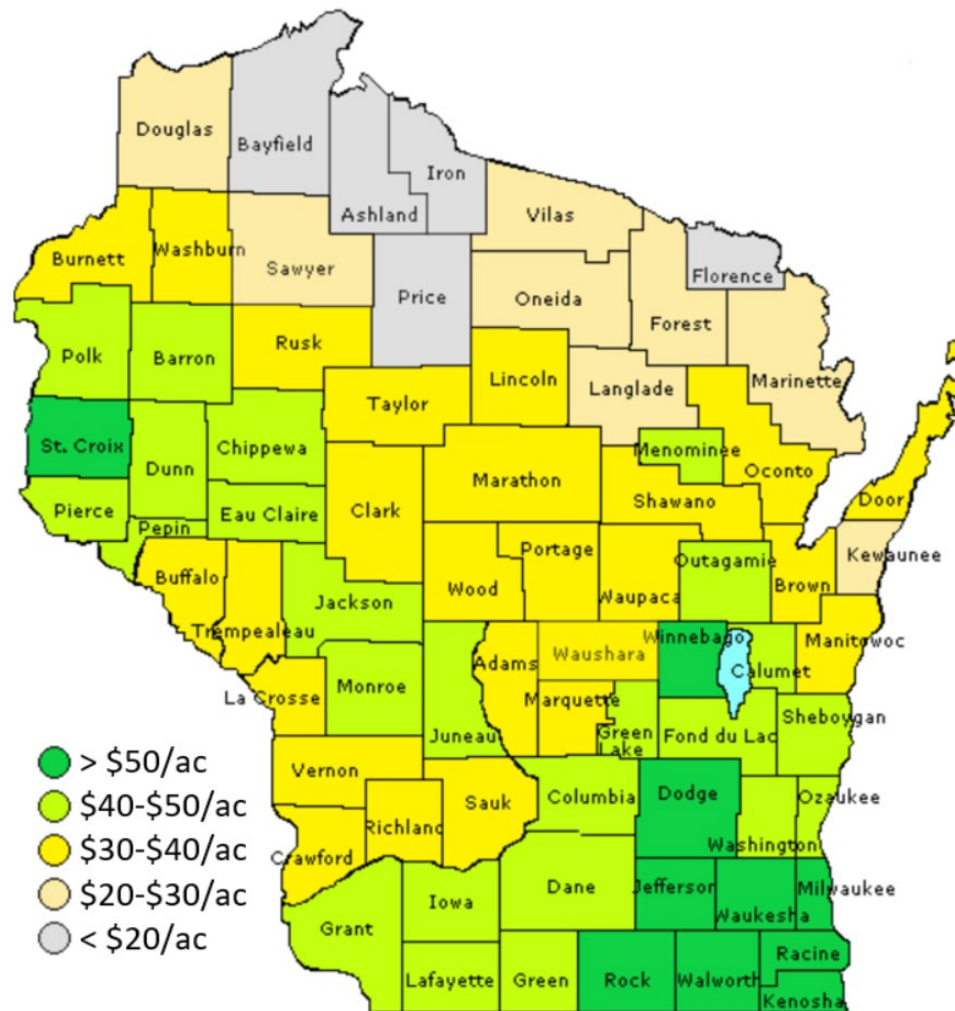 Douglas
Bayfield
Iron
Ashland
Vilas
Burnett
Washburn
Sawyer
Price
Oneida
Florence
Forest
Polk
Barron
Rusk
Taylor
Lincoln
Langlade
Marinette
St. Croix
Dunn
Chippewa
Menominee
Oconto
Marathon
Shawano
Clark
Door
Pierce
Pepin
Eau Claire
Buffalo
Trempealeau
Jackson
Wood
Portage
Waupaca
Outagamie
Brown
Kewaunee
La Crosse
Monroe
Juneau
Adams
Waushara
Marquette
Winnebago
Calumet
Manitowoc
Green
Lake
Fond du Lac
Sheboygan
Vernon
Crawford
Richland
Sauk
Columbia
Dodge
Ozaukee
Washington
Grant
Iowa
Dane
Jefferson
Waukesha
Milwaukee
Lafayette
Green
Rock
Walworth
Racine
Kenosha
> $50/ac
$40-$50/ac
$30-$40/ac
$20-$30/ac
< $20/ac